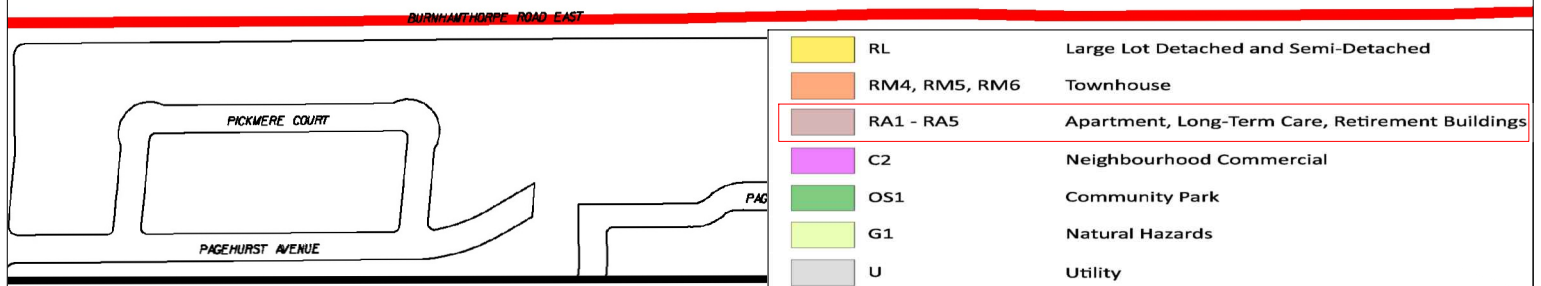 BURNHAMTHORPE ROAD EAST
PICKMERE COURT
PAGEHURST AVENUE
PAG
RL Large Lot Detached and Semi-Detached
RM4, RM5, RM6 Townhouse
RA1 - RA5 Apartment, Long-Term Care, Retirement Buildings
C2 Neighbourhood Commercial
OS1 Community Park
G1 Natural Hazards
U Utility